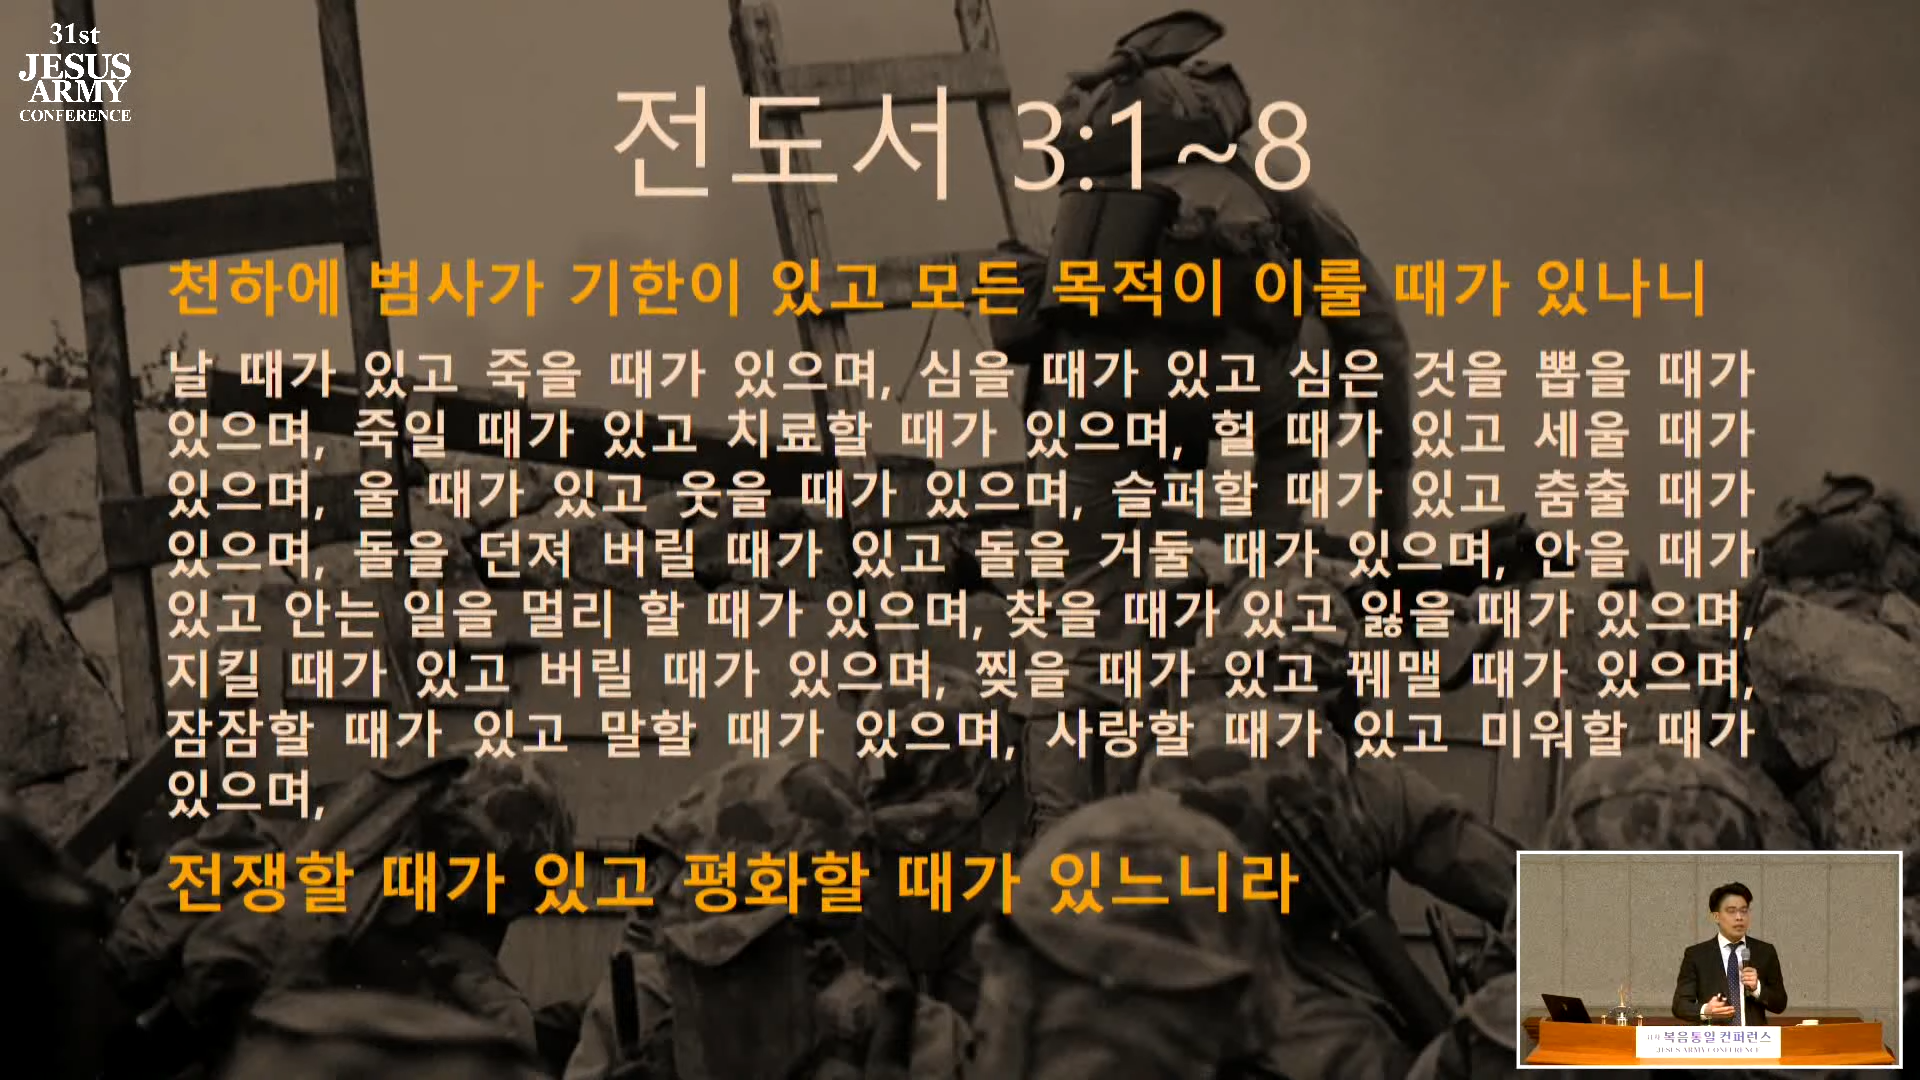 31st
JESUS
ARMY
CONFERENCE
전도서 3:1~8
천하에 범사가 기한이 있고 모든 목적이 이룰 때가 있나니
날 때가 있고 죽을 때가 있으며, 심을 때가 있고 심은 것을 뽑을 때가
있으며, 죽일 때가 있고 치료할 때가 있으며, 헐 때가 있고 세울 때가
있으며, 울 때가 있고 웃을 때가 있으며, 슬퍼할 때가 있고 춤출 때가
있으며, 돌을 던져 버릴 때가 있고 돌을 거둘 때가 있으며, 안을 때가
있고 안는 일을 멀리 할 때가 있으며, 찾을 때가 있고 잃을 때가 있으며,
지킬 때가 있고 버릴 때가 있으며, 찢을 때가 있고 꿰맬 때가 있으며,
잠잠할 때가 있고 말할 때가 있으며, 사랑할 때가 있고 미워할 때가
있으며,
전쟁할 때가 있고 평화할 때가 있느니라
복음통일 컨퍼런스
JESUS ARMY CONFERENCE